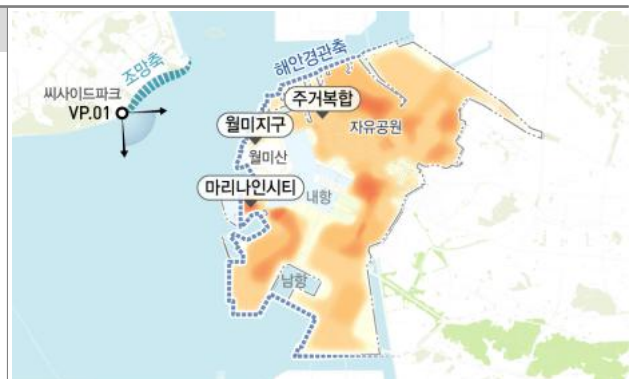 해안경관축
조망축
씨사이드파크
VP.01
주거복합
월미지구
자유공원
월미산
마리나인시티
내항
남항